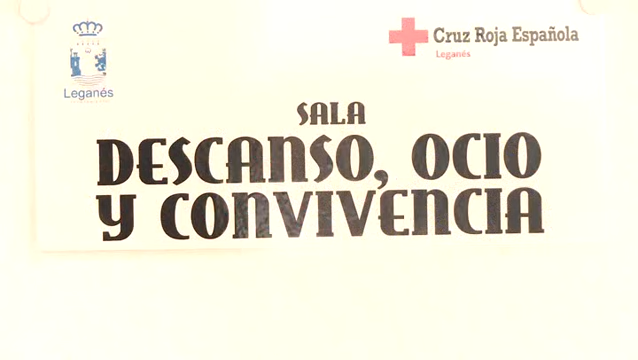 Leganés
Cruz Roja Española
Leganés
SALA
DESCANSO, OCIO
Y CONVIVENCIA